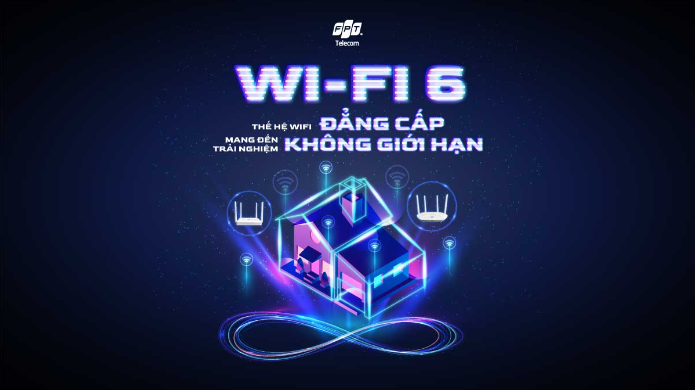 FPT
Telecom
WI-FI 6
THẾ HỆ WIFI ĐẲNG CẤP
MANG ĐẾN
TRẢI NGHIỆM KHÔNG GIỚI HẠN